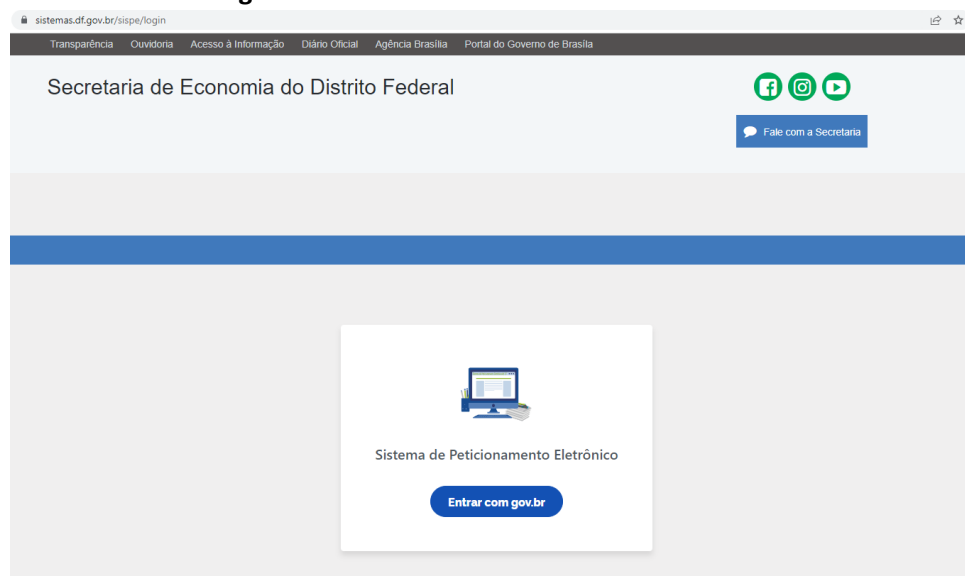 sistemas.df.gov.br/sispe/login
Transparência Ouvidoria Acesso à Informação Diário Oficial Agência Brasília Portal do Governo de Brasíla
Secretaria de Economia do Distrito Federal
Fale com a Secretaria
Sistema de Peticionamento Eletrônico
Entrar com gov.br